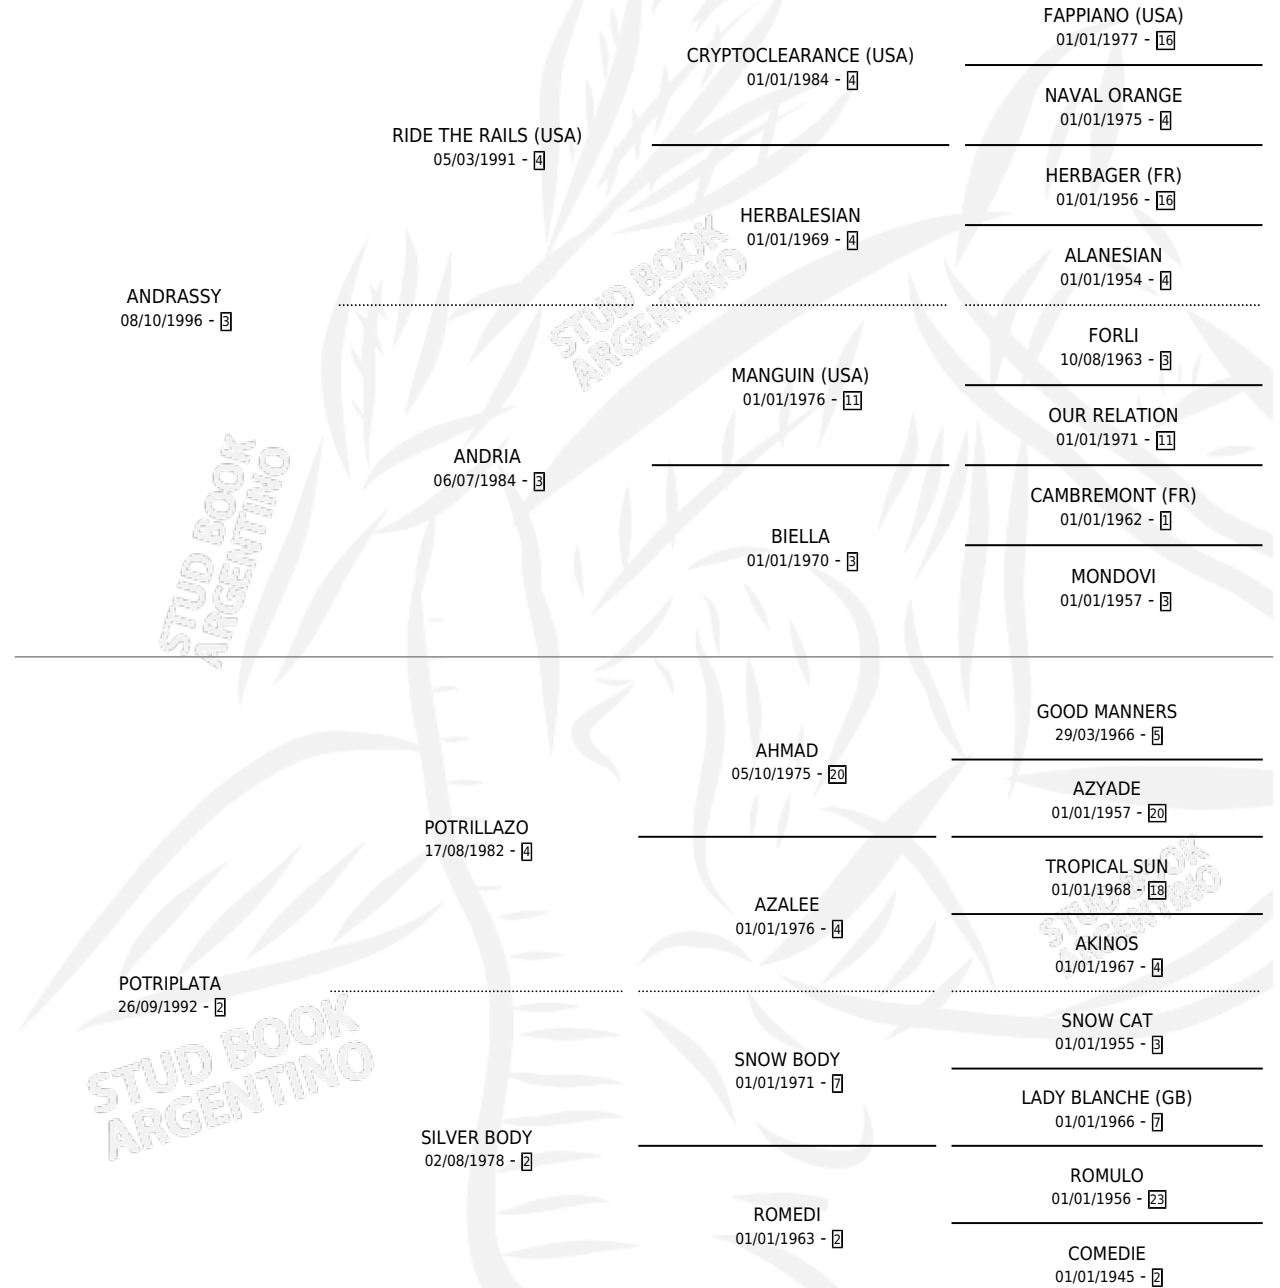 FAPPIANO (USA)
01/01/1977 - 16
CRYPTOCLEARANCE (USA)
01/01/1984 - 4
NAVAL ORANGE
01/01/1975 - 4
RIDE THE RAILS (USA)
05/03/1991 - 4
HERBAGER (FR)
01/01/1956 - 16
HERBALESIAN
01/01/1969 - 4
ALANESIAN
01/01/1954 - 4
ANDRASSY
08/10/1996 - 3
STUD BOOK
ARGENTINO
FORLI
10/08/1963 - 3
MANGUIN (USA)
01/01/1976 - 11
OUR RELATION
01/01/1971 - 11
ANDRIA
06/07/1984 - 3
CAMBREMONT (FR)
01/01/1962 - 1
BIELLA
01/01/1970 - 3
MONDOVI
01/01/1957 - 3
STUD BOOK
ARGENTINO
GOOD MANNERS
29/03/1966 - 5
AHMAD
05/10/1975 - 20
AZYADE
01/01/1957 - 20
POTRILLAZO
17/08/1982 - 4
TROPICAL SUN
01/01/1968 - 18
AZALEE
01/01/1976 - 4
STUD BOOK
ARGENTINO
AKINOS
01/01/1967 - 4
POTRIPLATA
26/09/1992 - 2
SNOW CAT
01/01/1955 - 3
SNOW BODY
01/01/1971 - 7
STUD BOOK
ARGENTINO
LADY BLANCHE (GB)
01/01/1966 - 7
SILVER BODY
02/08/1978 - 2
ROMULO
01/01/1956 - 23
ROMEDI
01/01/1963 - 2
COMEDIE
01/01/1945 - 2